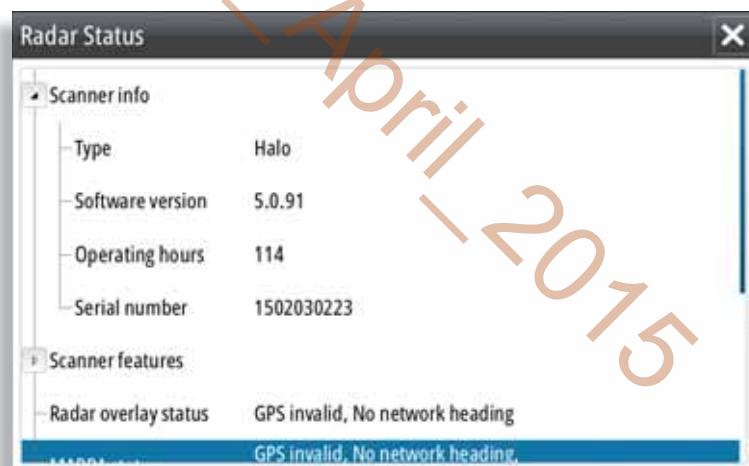 Radar Status
Scanner info
Type Halo
Software version 5.0.91
Operating hours 114
Serial number 1502030223
Scanner features
Radar overlay status GPS invalid, No network heading
GPS invalid, No network heading,
_April_2015